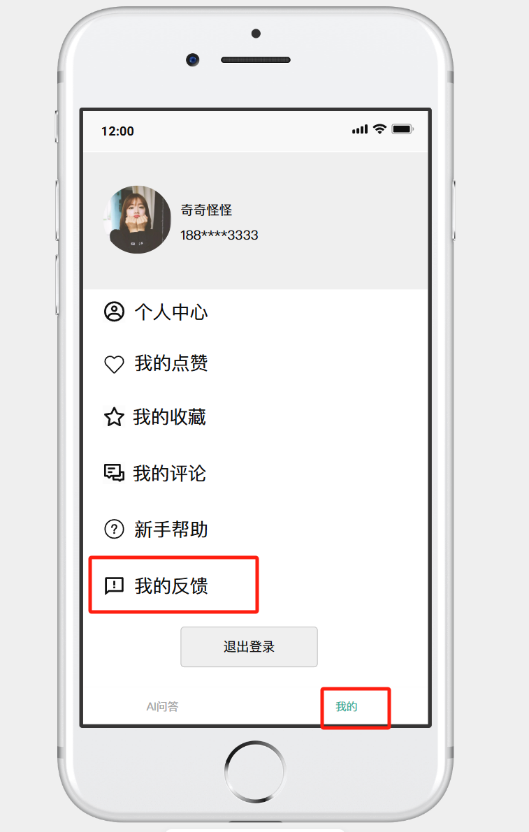 12:00
奇奇怪怪
188****3333
个人中心
我的点赞
我的收藏
我的评论
新手帮助
我的反馈
退出登录
AI问答
我的